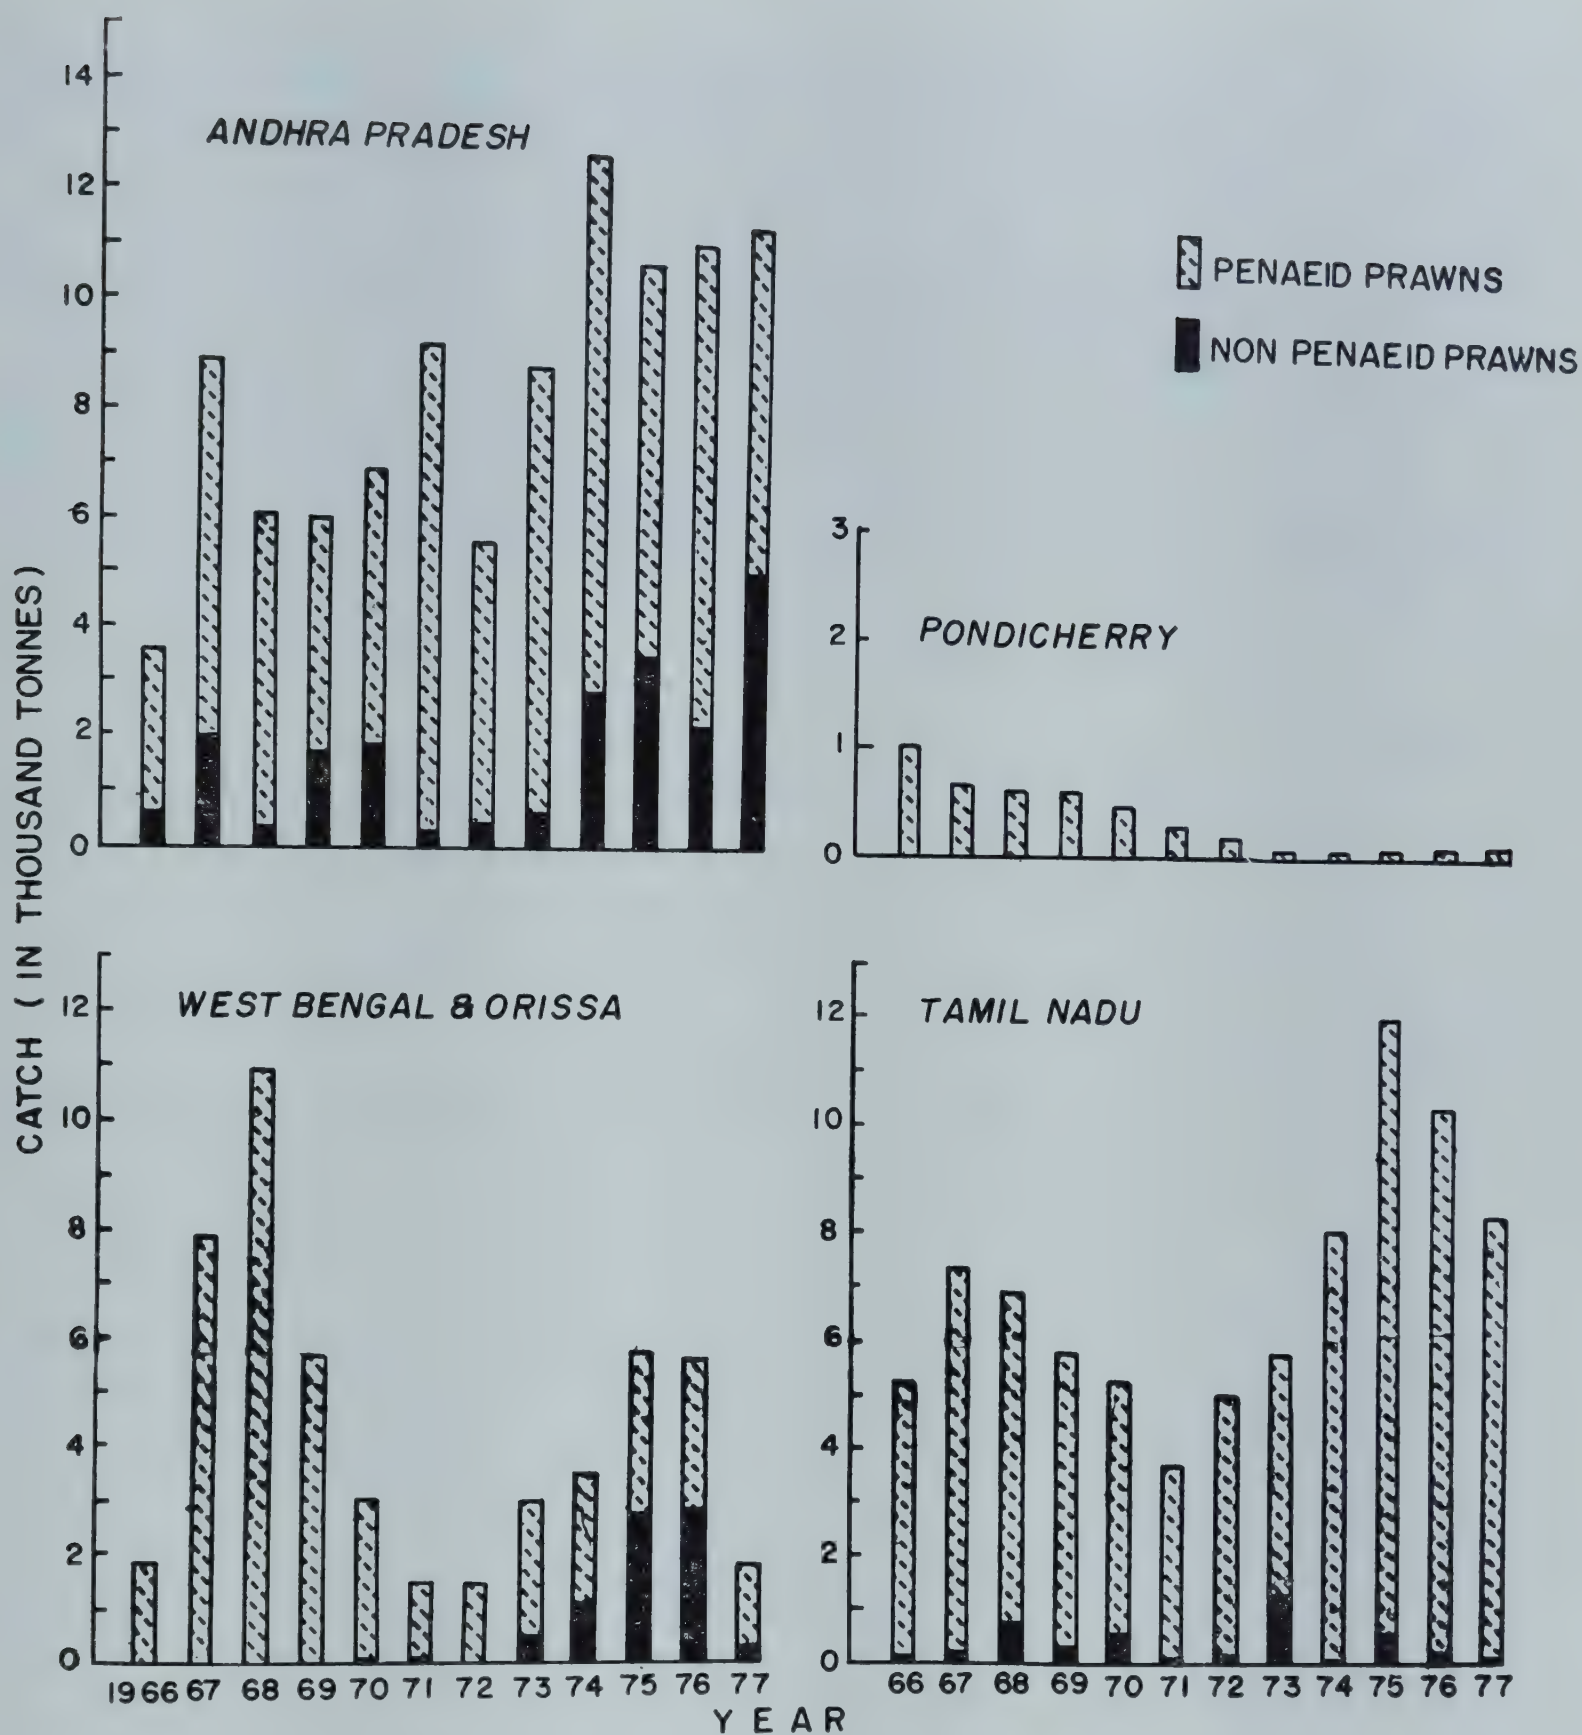 14
12
10
8
6
4
2
0
ANDHRA PRADESH
PENAEID PRAWNS
NON PENAEID PRAWNS
3
2
1
0
PONDICHERRY
CATCH (IN THOUSAND TONNES)
12
10
8
6
4
2
0
WEST BENGAL & ORISSA
12
10
8
6
4
2
0
TAMIL NADU
1966 67 68 69 70 71 72 73 74 75 76 77
66 67 68 69 70 71 72 73 74 75 76 77
YEAR